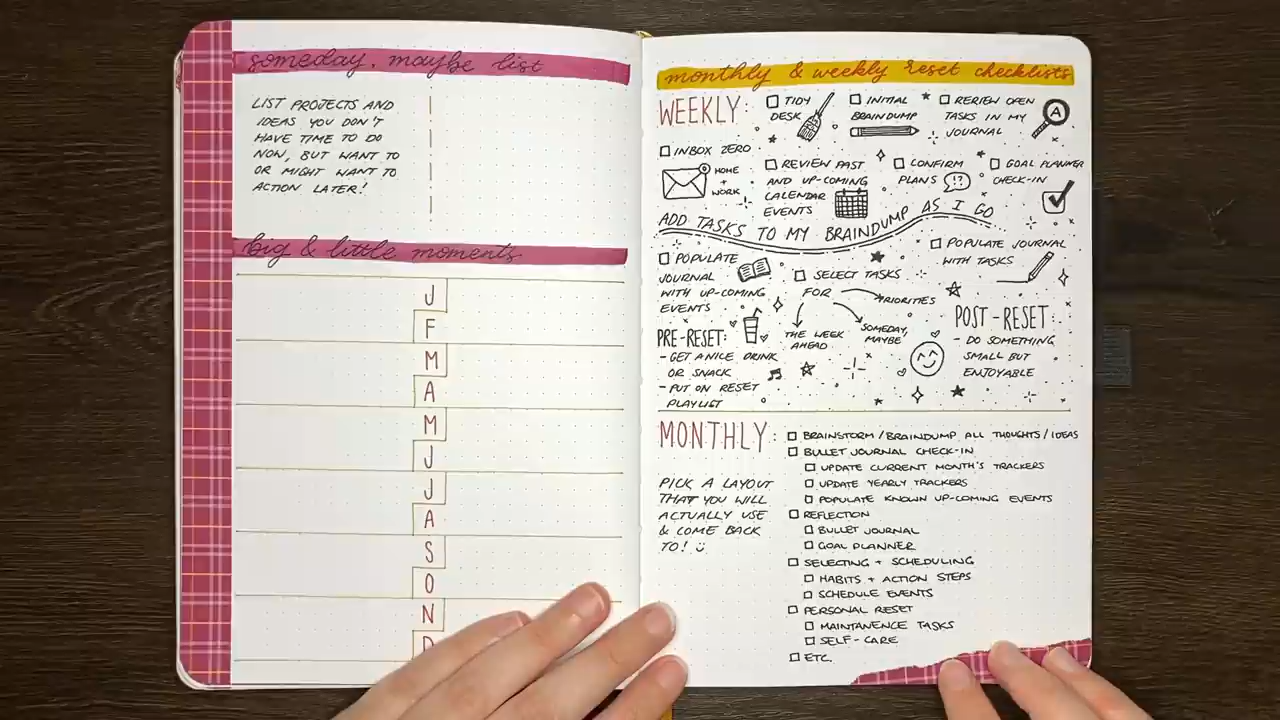 someday, maybe list
LIST PROJECTS AND
IDEAS YOU DON'T
HAVE TIME TO DO
NOW, BUT WANT TO
OR MIGHT WANT TO
ACTION LATER!
big & little moments
J
F
M
A
M
J
J
A
S
O
N
D
monthly & weekly reset checklists
WEEKLY:
TIDY
DESK
INITIAL
BRAINDUMP
REVIEW OPEN
TASKS IN MY
JOURNAL
A
INBOX ZERO
HOME
+
WORK
REVIEW PAST
AND UP-COMING
CALENDAR
EVENTS
CONFIRM
PLANS
!?
GOAL PLANNER
CHECK-IN
ADD TASKS TO MY BRAINDUMP AS I GO
POPULATE
JOURNAL
WITH UP-COMING
EVENTS
SELECT TASKS
FOR
PRIORITIES
THE WEEK
AHEAD
SOMEDAY,
MAYBE
POPULATE JOURNAL
WITH TASKS
PRE-RESET:
- GET A NICE DRINK
OR SNACK
- PUT ON RESET
PLAYLIST
POST-RESET:
- DO SOMETHING
SMALL BUT
ENJOYABLE
MONTHLY:
PICK A LAYOUT
THAT YOU WILL
ACTUALLY USE
& COME BACK
TO!
BRAINSTORM/BRAINDUMP ALL THOUGHTS/IDEAS
BULLET JOURNAL CHECK-IN
UPDATE CURRENT MONTH'S TRACKERS
UPDATE YEARLY TRACKERS
POPULATE KNOWN UP-COMING EVENTS
REFLECTION
BULLET JOURNAL
GOAL PLANNER
SELECTING + SCHEDULING
HABITS + ACTION STEPS
SCHEDULE EVENTS
PERSONAL RESET
MAINTANENCE TASKS
SELF-CARE
ETC.